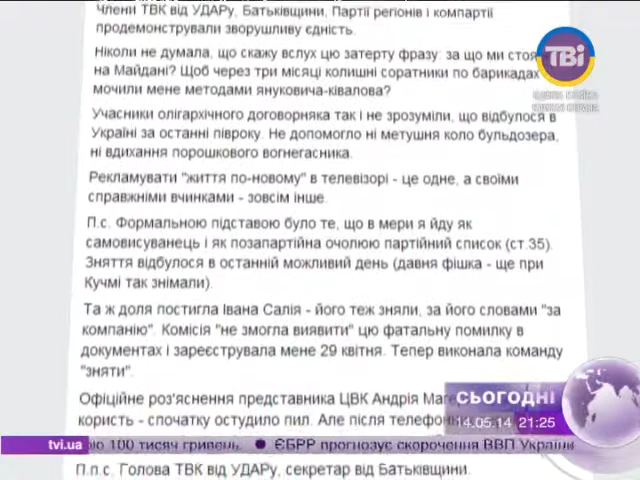 Члени ТВК від УДАРу, Батьківщини, Партії регіонів і компартії
продемонстрували зворушливу єдність.
Ніколи не думала, що скажу вслух цю затерту фразу: за що ми
на Майдані? Щоб через три місяці колишні соратники по барикадах
мочили мене методами януковича-ківалова?
Учасники олігархічного договорняка так і не зрозуміли, що відбулося в
Україні за останні півроку. Не допомогло ні метушня коло бульдозера,
ні вдихання порошкового вогнегасника.
Рекламувати "життя по-новому" в телевізорі - це одне, а своїми
справжніми вчинками - зовсім інше.
П.с. Формальною підставою було те, що в мери я йду як
самовисуванець і як позапартійна очолюю партійний список (ст.35).
Зняття відбулося в останній можливий день (давня фішка - ще при
Кучмі так знімали).
Та ж доля постигла Івана Салія - його теж зняли, за його словами "за
компанію". Комісія "не змогла виявити" цю фатальну помилку в
документах і зареєструвала мене 29 квітня. Тепер виконала команду
"зняти".
Офіційне роз'яснення представника ЦВК Андрія
користь - спочатку остудило пил. Але після
П.п.с. Голова ТВК від УДАРу, секретар від Батьківщини.
ТВі
СЬОГОДНІ
14.05.14 21:25
tvi.ua 100 тисяч гривень. ● ЄБРР прогнозує скорочення ВВП України